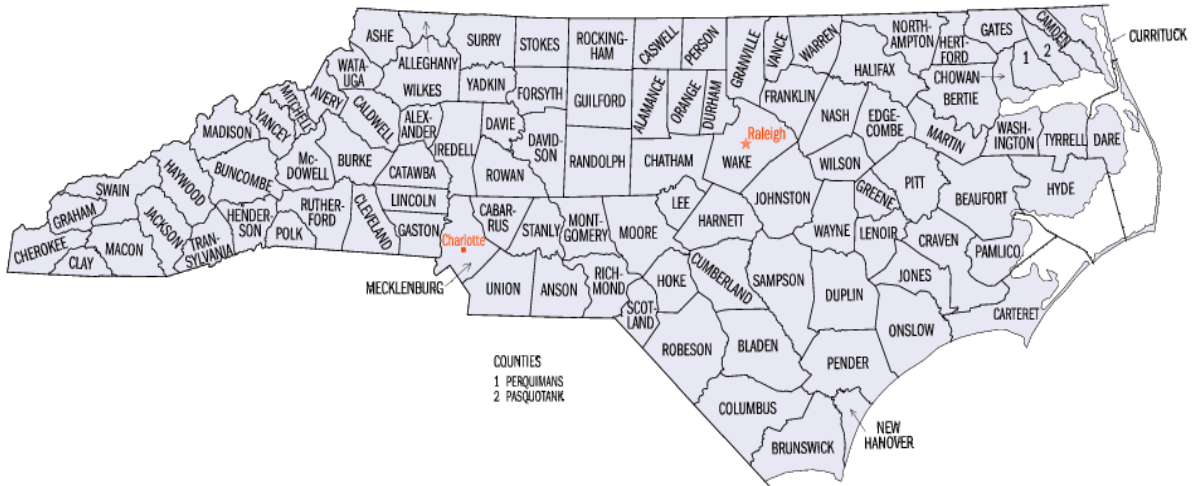 ASHE
ALLEGHANY
SURRY
STOKES
ROCKING-
HAM
CASWELL
PERSON
GRANVILLE
VANCE
WARREN
NORTH-
AMPTON
HERT-
FORD
GATES
CAMDEN
CURRITUCK
1
2
WATA-
UGA
WILKES
YADKIN
FORSYTH
GUILFORD
ALAMANCE
ORANGE
DURHAM
FRANKLIN
HALIFAX
CHOWAN
BERTIE
MITCHELL
AVERY
CALDWELL
ALEX-
ANDER
IREDELL
DAVIE
DAVID-
SON
RANDOLPH
CHATHAM
Raleigh
WAKE
NASH
EDGE-
COMBE
MARTIN
WASH-
INGTON
TYRRELL
DARE
MADISON
YANCEY
Mc-
DOWELL
BURKE
CATAWBA
ROWAN
WILSON
PITT
BEAUFORT
HYDE
SWAIN
HAYWOOD
BUNCOMBE
RUTHER-
FORD
CLEVELAND
LINCOLN
GASTON
CABAR-
RUS
STANLY
MONT-
GOMERY
MOORE
LEE
HARNETT
JOHNSTON
GREENE
WAYNE
LENOIR
CRAVEN
PAMLICO
GRAHAM
CHEROKEE
CLAY
MACON
JACKSON
TRAN-
SYLVANIA
HENDER-
SON
POLK
Charlotte
MECKLENBURG
UNION
ANSON
RICH-
MOND
SCOT-
LAND
HOKE
CUMBERLAND
SAMPSON
DUPLIN
JONES
ONSLOW
CARTERET
ROBESON
BLADEN
PENDER
COLUMBUS
BRUNSWICK
NEW
HANOVER
COUNTIES
1 PERQUIMANS
2 PASQUOTANK